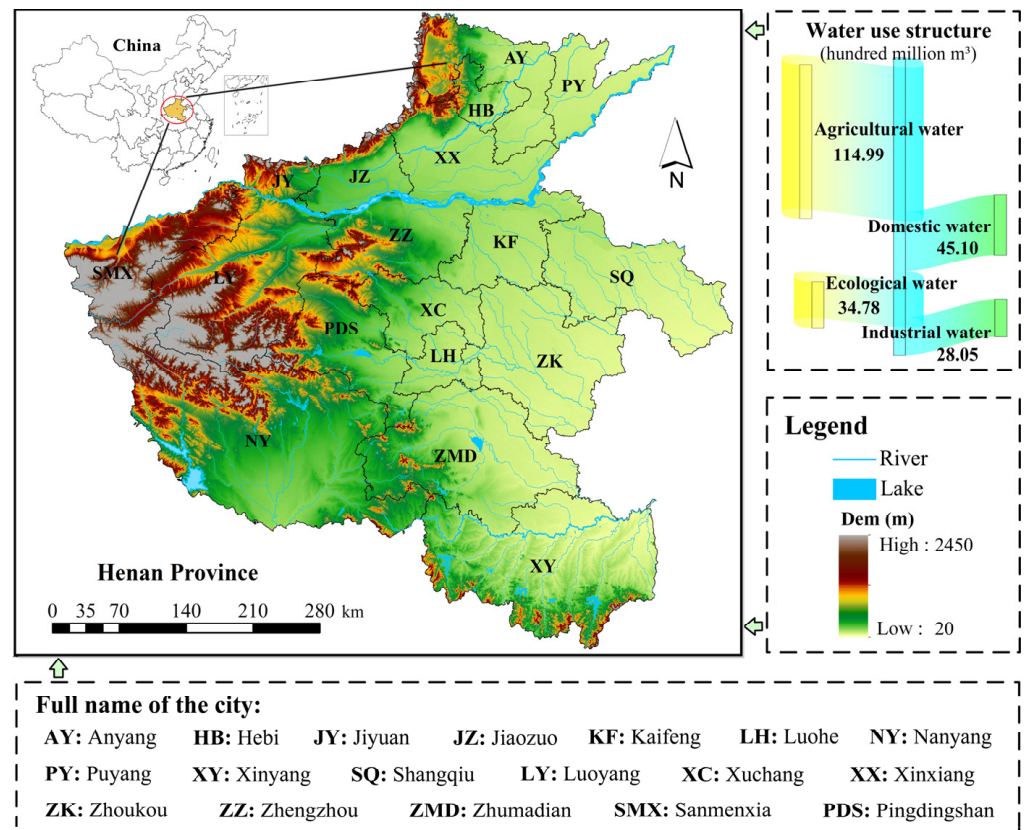 China
AY
PY
HB
XX
JZ
JY
N
ZZ
KF
SMX
LY
SQ
XC
PDS
LH
ZK
NY
ZMD
XY
Henan Province
0 35 70 140 210 280 km
Water use structure
(hundred million m³)
Agricultural water
114.99
Domestic water
45.10
Ecological water
34.78
Industrial water
28.05
Legend
River
Lake
Dem (m)
High : 2450
Low : 20
Full name of the city:
AY: Anyang HB: Hebi JY: Jiyuan JZ: Jiaozuo KF: Kaifeng LH: Luohe NY: Nanyang
PY: Puyang XY: Xinyang SQ: Shangqiu LY: Luoyang XC: Xuchang XX: Xinxiang
ZK: Zhoukou ZZ: Zhengzhou ZMD: Zhumadian SMX: Sanmenxia PDS: Pingdingshan